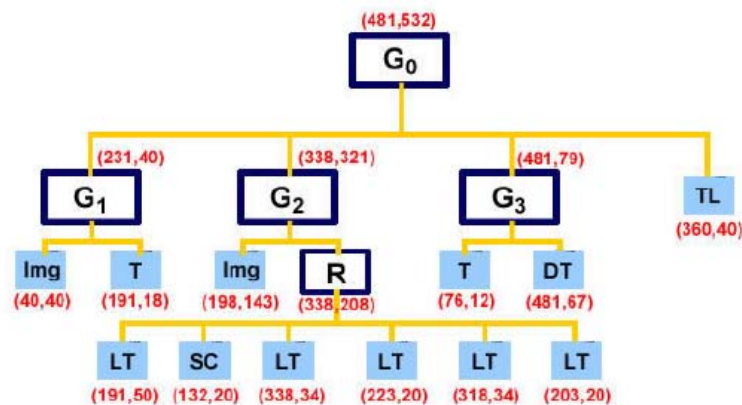 (481,532)
G₀
(231,40) (338,321) (481,79)
G₁ G₂ G₃ TL
(360,40)
Img T Img R T DT
(40,40) (191,18) (198,143) (338,208) (76,12) (481,67)
LT SC LT LT LT LT
(191,50) (132,20) (338,34) (223,20) (318,34) (203,20)